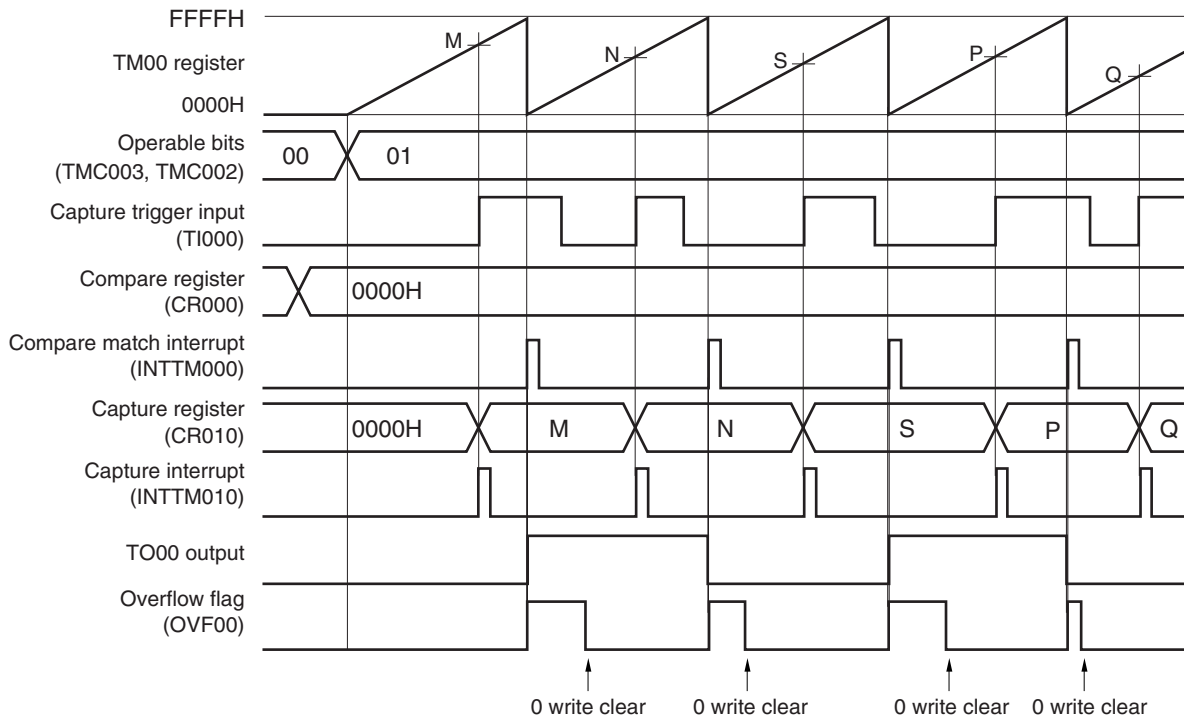 FFFFH
M
N
S
P
Q
TM00 register
0000H
Operable bits
(TMC003, TMC002)
00
01
Capture trigger input
(TI000)
Compare register
(CR000)
0000H
Compare match interrupt
(INTTM000)
Capture register
(CR010)
0000H
M
N
S
P
Q
Capture interrupt
(INTTM010)
TO00 output
Overflow flag
(OVF00)
0 write clear
0 write clear
0 write clear
0 write clear